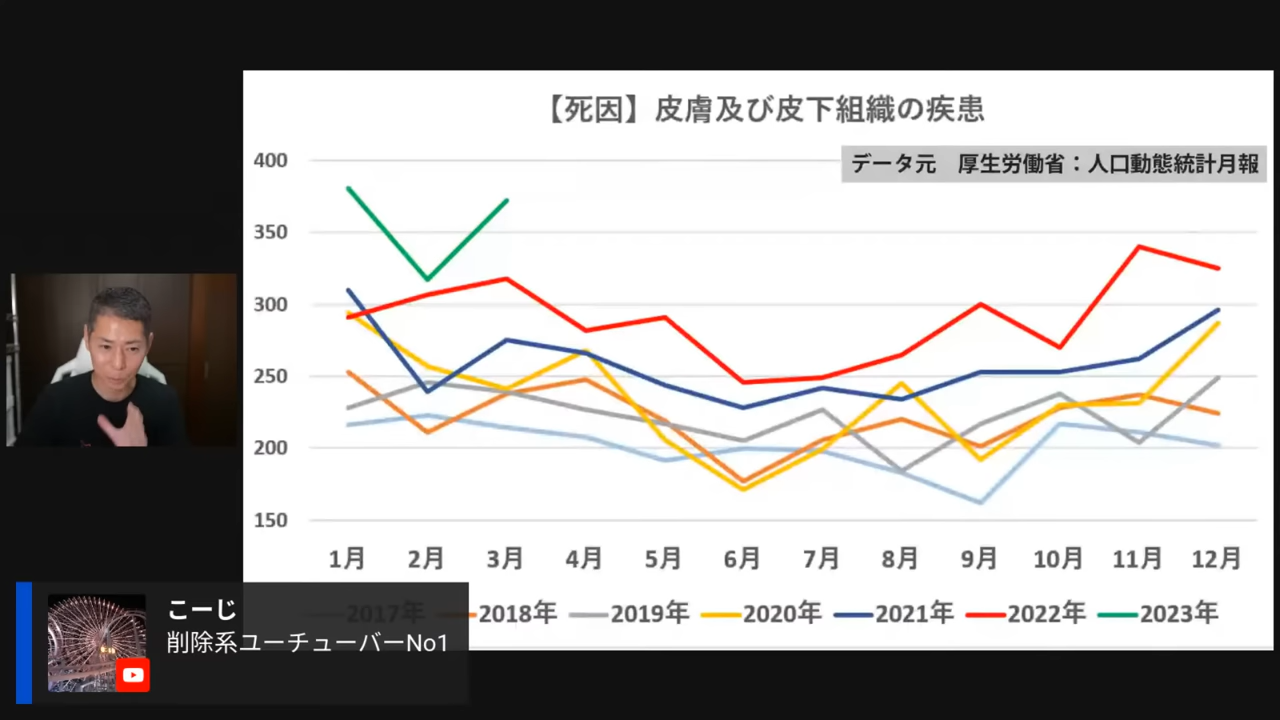 【死因】皮膚及び皮下組織の疾患
データ元　厚生労働省：人口動態統計月報
400
350
300
250
200
150
1月 2月 3月 4月 5月 6月 7月 8月 9月 10月 11月 12月
2017年 2018年 2019年 2020年 2021年 2022年 2023年
こーじ
削除系ユーチューバーNo1